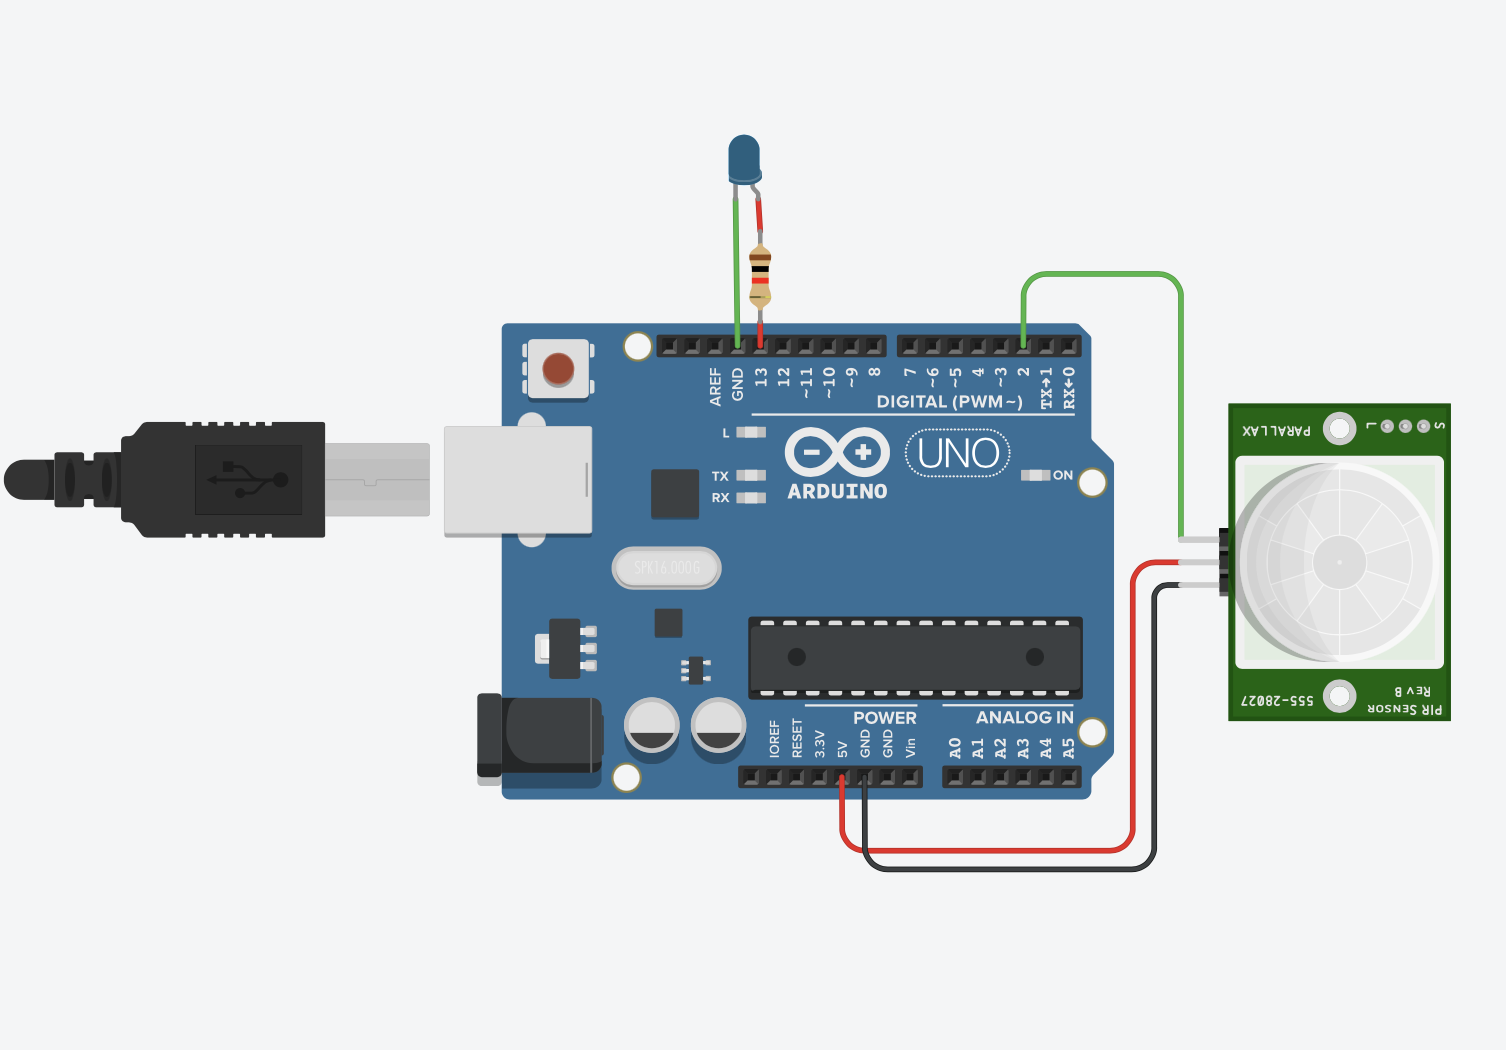 AREF
GND
13
12
~11
~10
~9
8
7
~6
~5
4
~3
2
TX→1
RX←0
DIGITAL (PWM~)
L
TX
RX
ARDUINO
UNO
ON
SPK16.000G
POWER
ANALOG IN
IOREF
RESET
3.3V
5V
GND
GND
Vin
A0
A1
A2
A3
A4
A5
PARALLAX
L
S
555-28027
PIR SENSOR
REV B